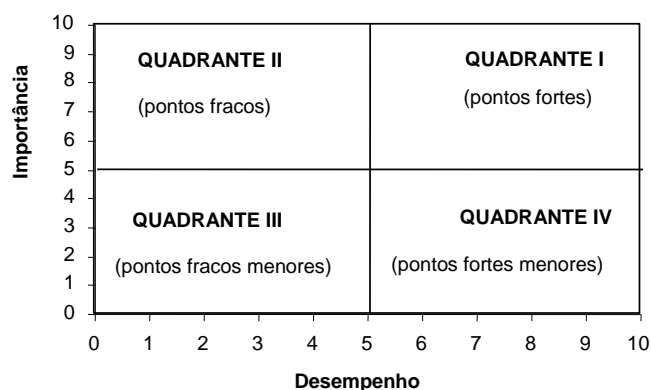 Importância
10
9
8
7
6
5
4
3
2
1
0
QUADRANTE II
(pontos fracos)
QUADRANTE I
(pontos fortes)
QUADRANTE III
(pontos fracos menores)
QUADRANTE IV
(pontos fortes menores)
0 1 2 3 4 5 6 7 8 9 10
Desempenho